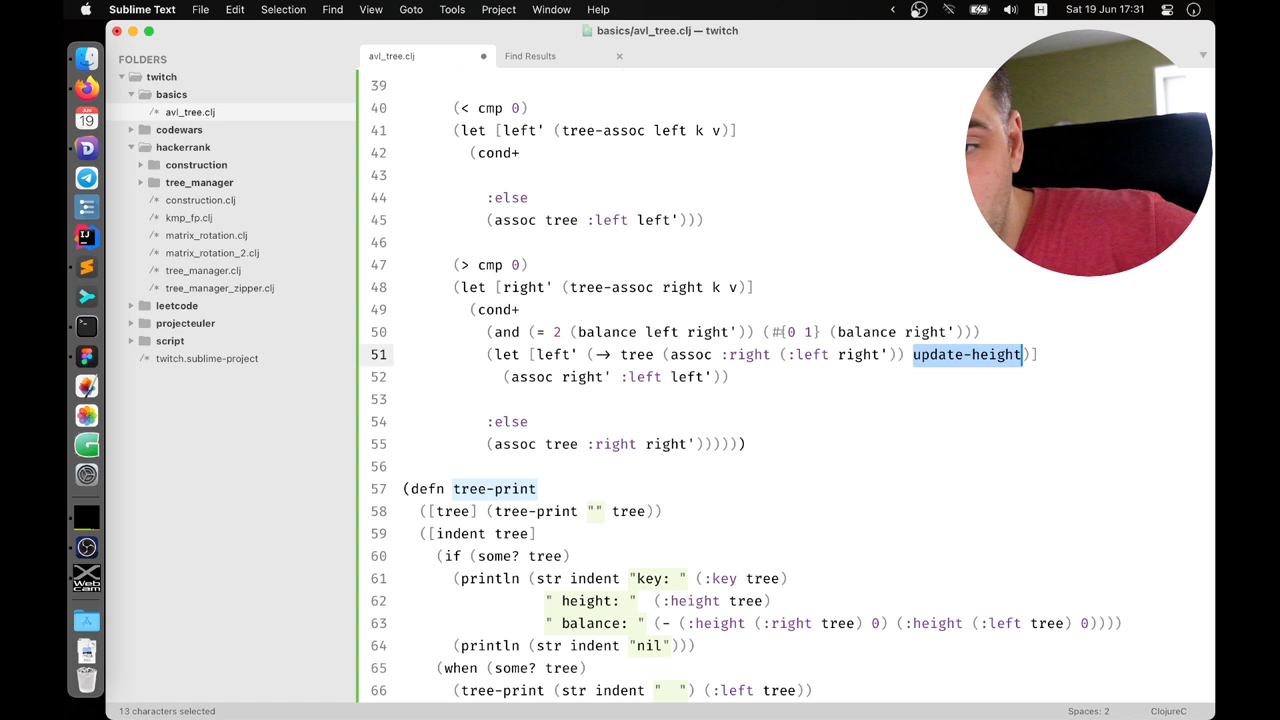 Sublime Text File Edit Selection Find View Goto Tools Project Window Help H Sat 19 Jun 17:31
basics/avl_tree.clj — twitch
FOLDERS
twitch
basics
/* avl_tree.clj
codewars
hackerrank
construction
tree_manager
/* construction.clj
/* kmp_fp.clj
/* matrix_rotation.clj
/* matrix_rotation_2.clj
/* tree_manager.clj
/* tree_manager_zipper.clj
leetcode
projecteuler
script
/* twitch.sublime-project
avl_tree.clj Find Results
39
40 (< cmp 0)
41 (let [left' (tree-assoc left k v)]
42 (cond+
43
44 :else
45 (assoc tree :left left')))
46
47 (> cmp 0)
48 (let [right' (tree-assoc right k v)]
49 (cond+
50 (and (= 2 (balance left right')) (#{0 1} (balance right')))
51 (let [left' (-> tree (assoc :right (:left right')) update-height)]
52 (assoc right' :left left'))
53
54 :else
55 (assoc tree :right right'))))))
56
57 (defn tree-print
58 ([tree] (tree-print "" tree))
59 ([indent tree]
60 (if (some? tree)
61 (println (str indent "key: " (:key tree)
62 " height: " (:height tree)
63 " balance: " (- (:height (:right tree) 0) (:height (:left tree) 0))))
64 (println (str indent "nil")))
65 (when (some? tree)
66 (tree-print (str indent "  ") (:left tree))
13 characters selected Spaces: 2 ClojureC
IJ
Web
cam
JUN
19